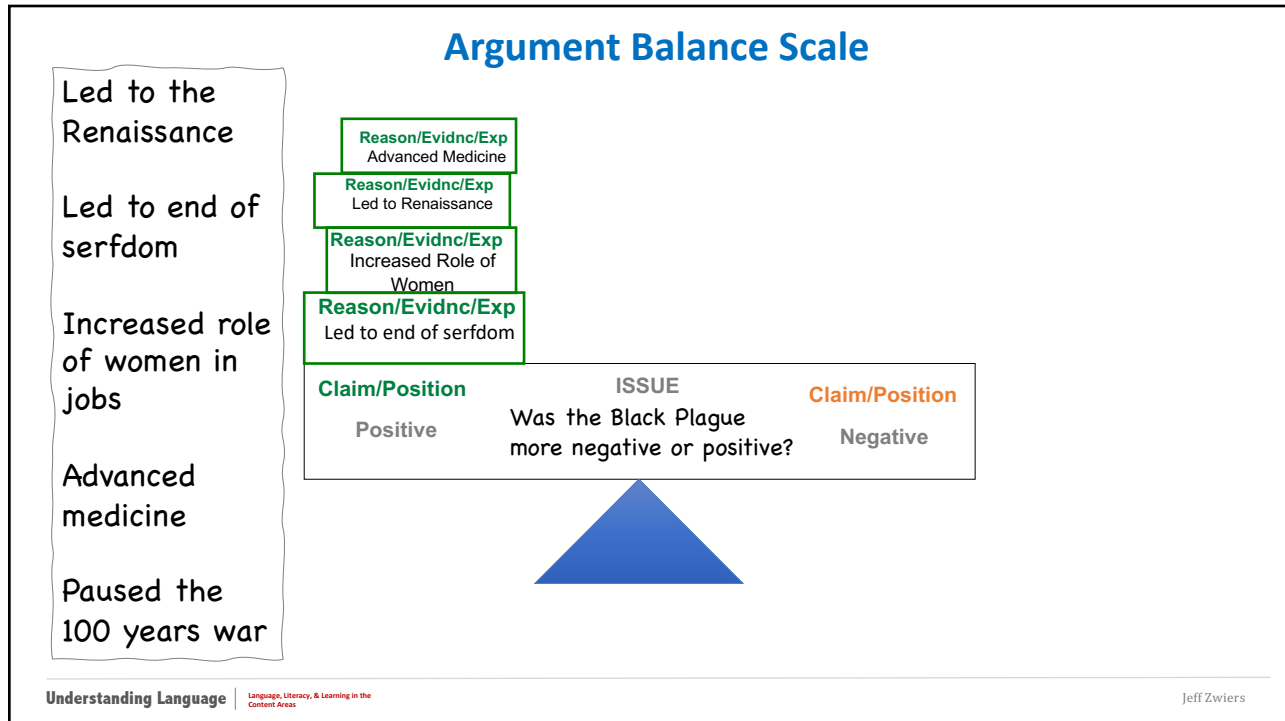 Argument Balance Scale
Led to the
Renaissance
Led to end of
serfdom
Increased role
of women in
jobs
Advanced
medicine
Paused the
100 years war
Reason/Evidnc/Exp
Advanced Medicine
Reason/Evidnc/Exp
Led to Renaissance
Reason/Evidnc/Exp
Increased Role of
Women
Reason/Evidnc/Exp
Led to end of serfdom
Claim/Position
Positive
ISSUE
Was the Black Plague
more negative or positive?
Claim/Position
Negative
Understanding Language
Language, Literacy, & Learning in the
Content Areas
Jeff Zwiers